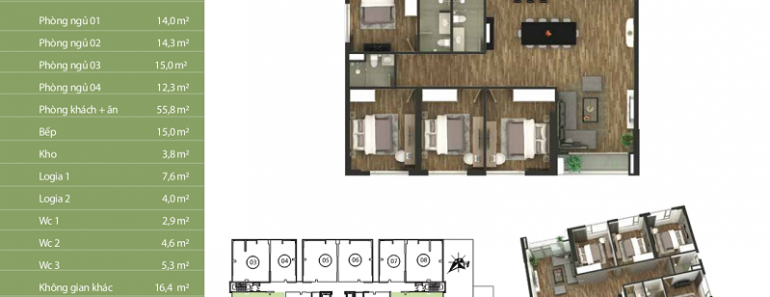 Phòng ngủ 01 14,0 m²
Phòng ngủ 02 14,3 m²
Phòng ngủ 03 15,0 m²
Phòng ngủ 04 12,3 m²
Phòng khách + ăn 55,8 m²
Bếp 15,0 m²
Kho 3,8 m²
Logia 1 7,6 m²
Logia 2 4,0 m²
Wc 1 2,9 m²
Wc 2 4,6 m²
Wc 3 5,3 m²
Không gian khác 16,4 m²
03 04 05 06 07 08